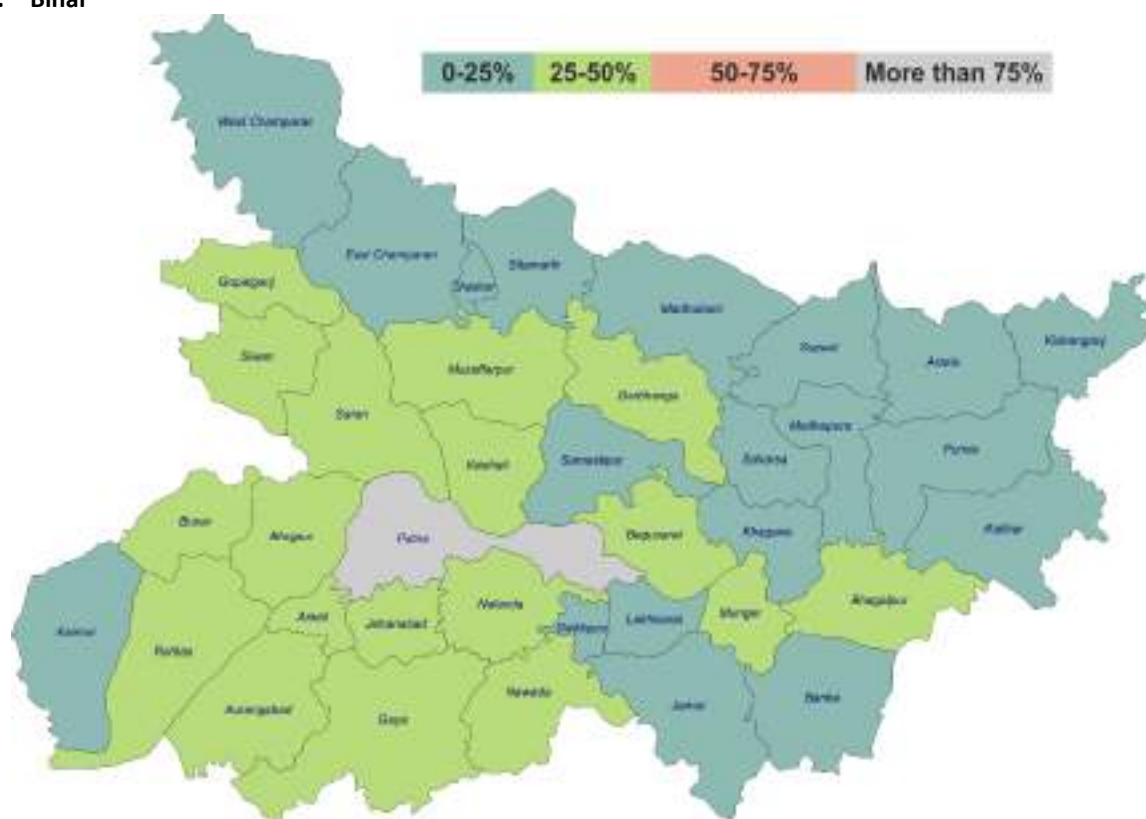 Bihar
0-25% 25-50% 50-75% More than 75%
West Champaran
East Champaran
Sheohar
Sitamarhi
Gopalganj
Madhubani
Siwan
Muzaffarpur
Darbhanga
Supaul
Araria
Kishanganj
Saran
Madhepura
Vaishali
Samastipur
Saharsa
Purnia
Buxar
Bhojpur
Patna
Begusarai
Khagaria
Katihar
Kaimur
Rohtas
Arwal
Jehanabad
Nalanda
Sheikhpura
Lakhisarai
Munger
Bhagalpur
Aurangabad
Gaya
Nawada
Jamui
Banka